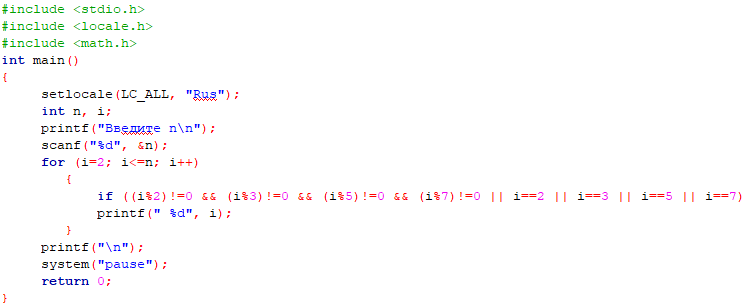 #include <stdio.h>
#include <locale.h>
#include <math.h>
int main()
{
setlocale(LC_ALL, "Rus");
int n, i;
printf("Введите n\n");
scanf("%d", &n);
for (i=2; i<=n; i++)
{
if ((i%2)!=0 && (i%3)!=0 && (i%5)!=0 && (i%7)!=0 || i==2 || i==3 || i==5 || i==7)
printf(" %d", i);
}
printf("\n");
system("pause");
return 0;
}